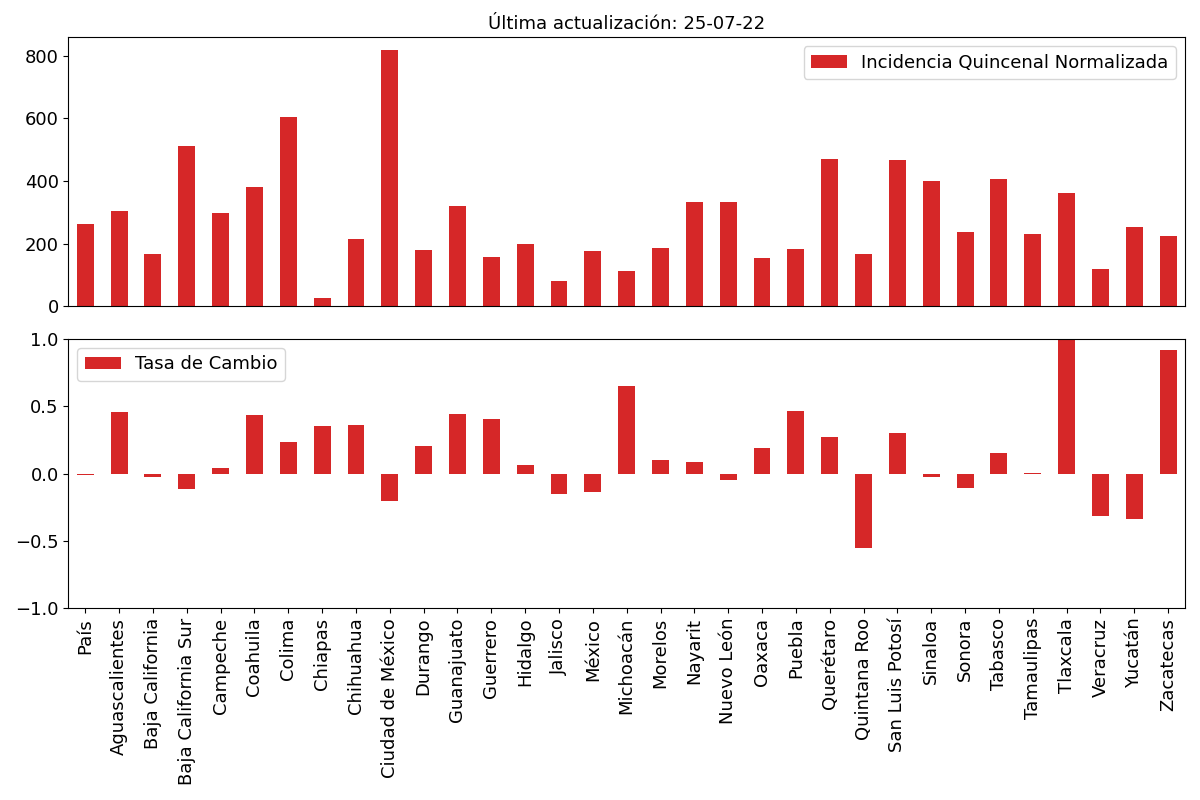 Última actualización: 25-07-22
800
600
400
200
0
Incidencia Quincenal Normalizada
1.0
0.5
0.0
−0.5
−1.0
Tasa de Cambio
País
Aguascalientes
Baja California
Baja California Sur
Campeche
Coahuila
Colima
Chiapas
Chihuahua
Ciudad de México
Durango
Guanajuato
Guerrero
Hidalgo
Jalisco
México
Michoacán
Morelos
Nayarit
Nuevo León
Oaxaca
Puebla
Querétaro
Quintana Roo
San Luis Potosí
Sinaloa
Sonora
Tabasco
Tamaulipas
Tlaxcala
Veracruz
Yucatán
Zacatecas